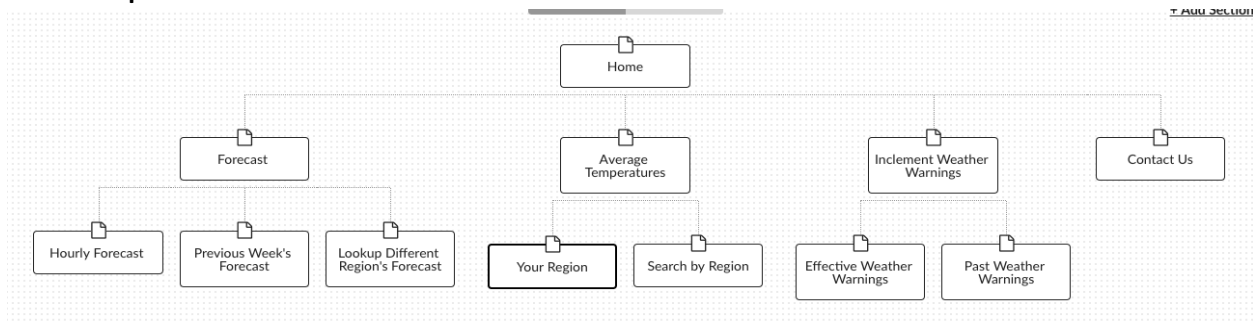 + Add Section
Home
Forecast
Average
Temperatures
Inclement Weather
Warnings
Contact Us
Hourly Forecast
Previous Week's
Forecast
Lookup Different
Region's Forecast
Your Region
Search by Region
Effective Weather
Warnings
Past Weather
Warnings